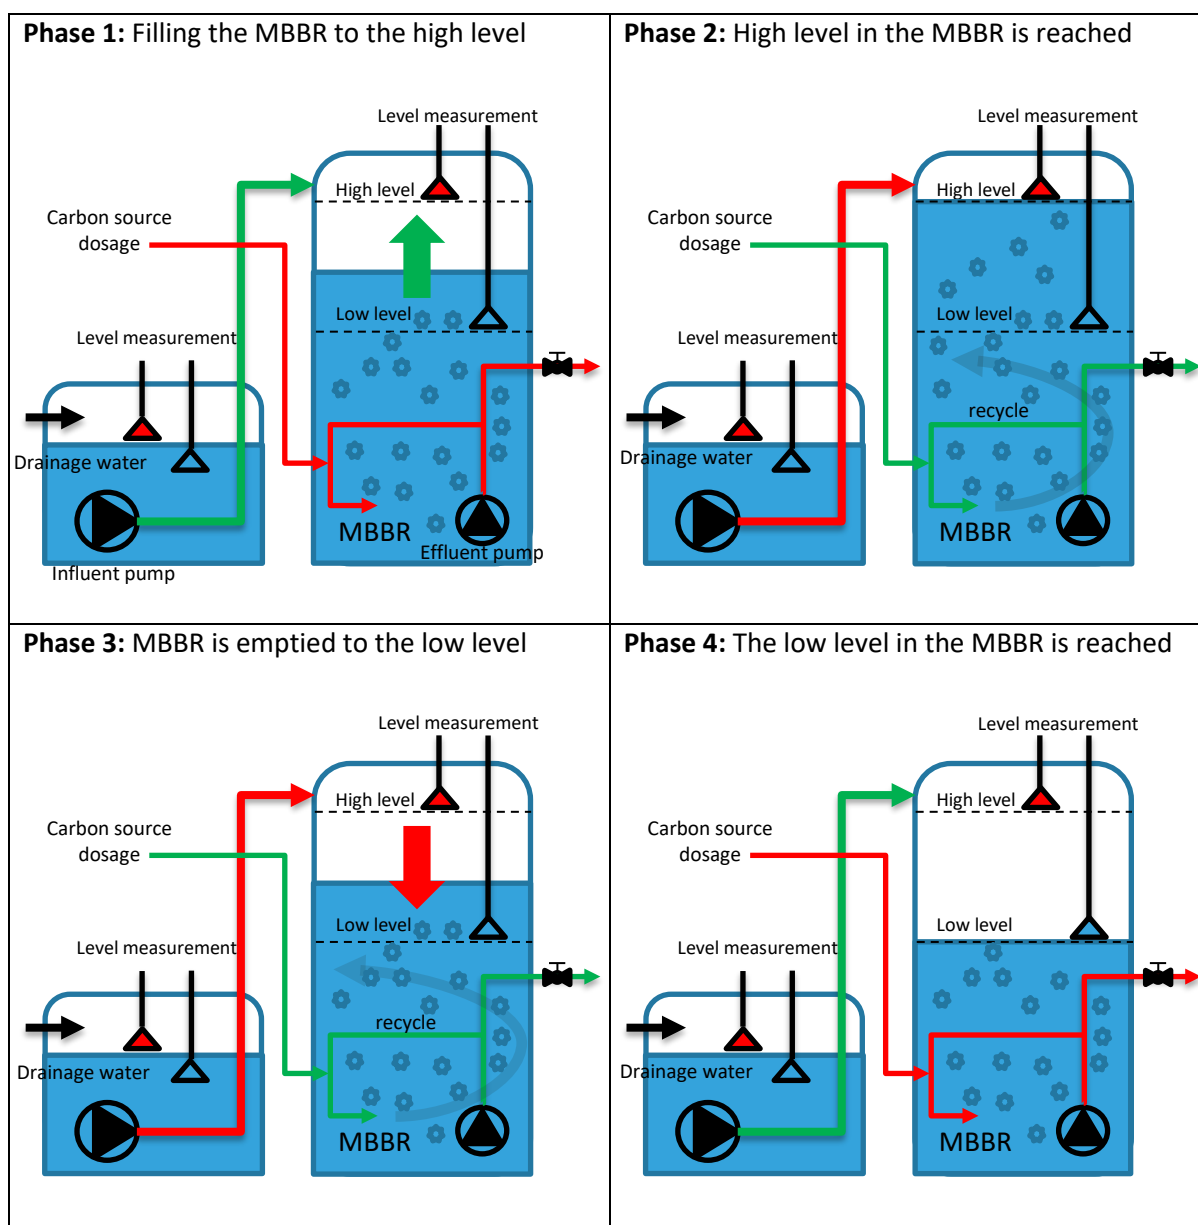 Phase 1: Filling the MBBR to the high level
Level measurement
High level
Carbon source
dosage
Low level
Level measurement
Drainage water
MBBR
Effluent pump
Influent pump
Phase 2: High level in the MBBR is reached
Level measurement
High level
Carbon source
dosage
Low level
Level measurement
recycle
Drainage water
MBBR
Phase 3: MBBR is emptied to the low level
Level measurement
High level
Carbon source
dosage
Low level
Level measurement
recycle
Drainage water
MBBR
Phase 4: The low level in the MBBR is reached
Level measurement
High level
Carbon source
dosage
Low level
Level measurement
Drainage water
MBBR